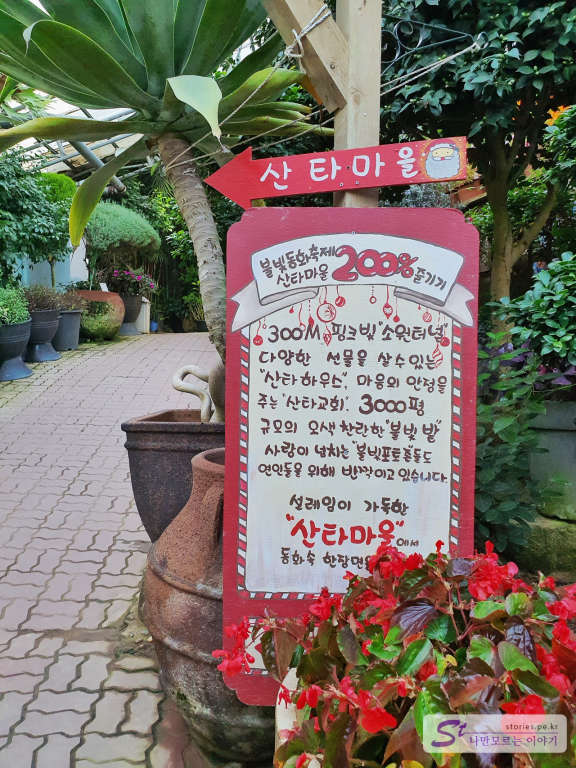 산타마을
불빛동화축제
산타마을 200% 즐기기
300M 핑크빛 "소원터널"
다양한 선물을 살수있는
"산타하우스", 마음의 안정을
주는 "산타교회", 3000평
규모의 오색 찬란한 "불빛 밭"
사랑이 넘치는 "불빛포토존"등도
연인들을 위해 반짝이고 있습니다
설레임이 가득한
"산타마을"에서
동화속 한장면
stories.pe.kr
St 나만모르는 이야기